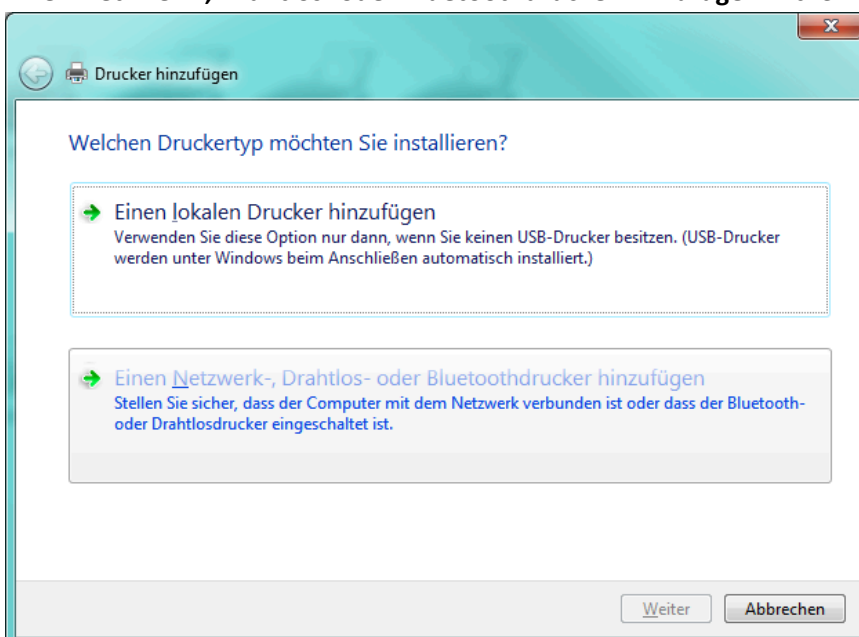 Drucker hinzufügen
Welchen Druckertyp möchten Sie installieren?
Einen lokalen Drucker hinzufügen
Verwenden Sie diese Option nur dann, wenn Sie keinen USB-Drucker besitzen. (USB-Drucker
werden unter Windows beim Anschließen automatisch installiert.)
Einen Netzwerk-, Drahtlos- oder Bluetoothdrucker hinzufügen
Stellen Sie sicher, dass der Computer mit dem Netzwerk verbunden ist oder dass der Bluetooth-
oder Drahtlosdrucker eingeschaltet ist.
Weiter
Abbrechen